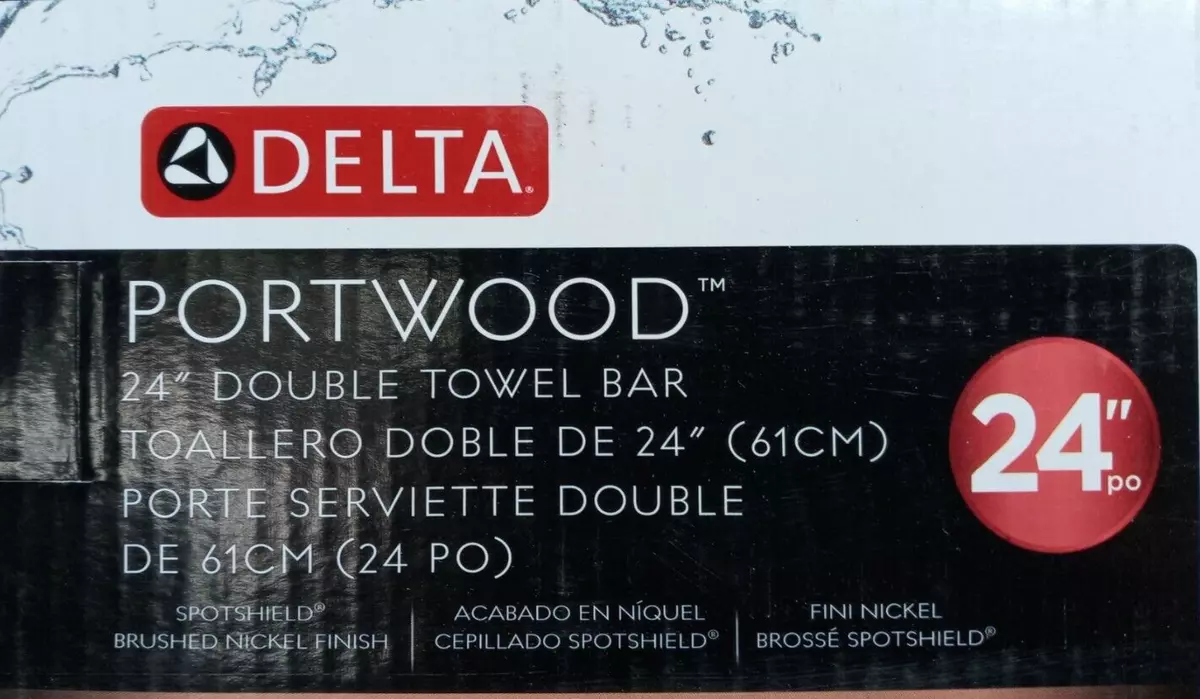 DELTA®
PORTWOOD™
24" DOUBLE TOWEL BAR
TOALLERO DOBLE DE 24" (61CM)
PORTE SERVIETTE DOUBLE
DE 61CM (24 PO)
24"
po
SPOTSHIELD®
BRUSHED NICKEL FINISH
ACABADO EN NÍQUEL
CEPILLADO SPOTSHIELD®
FINI NICKEL
BROSSÉ SPOTSHIELD®